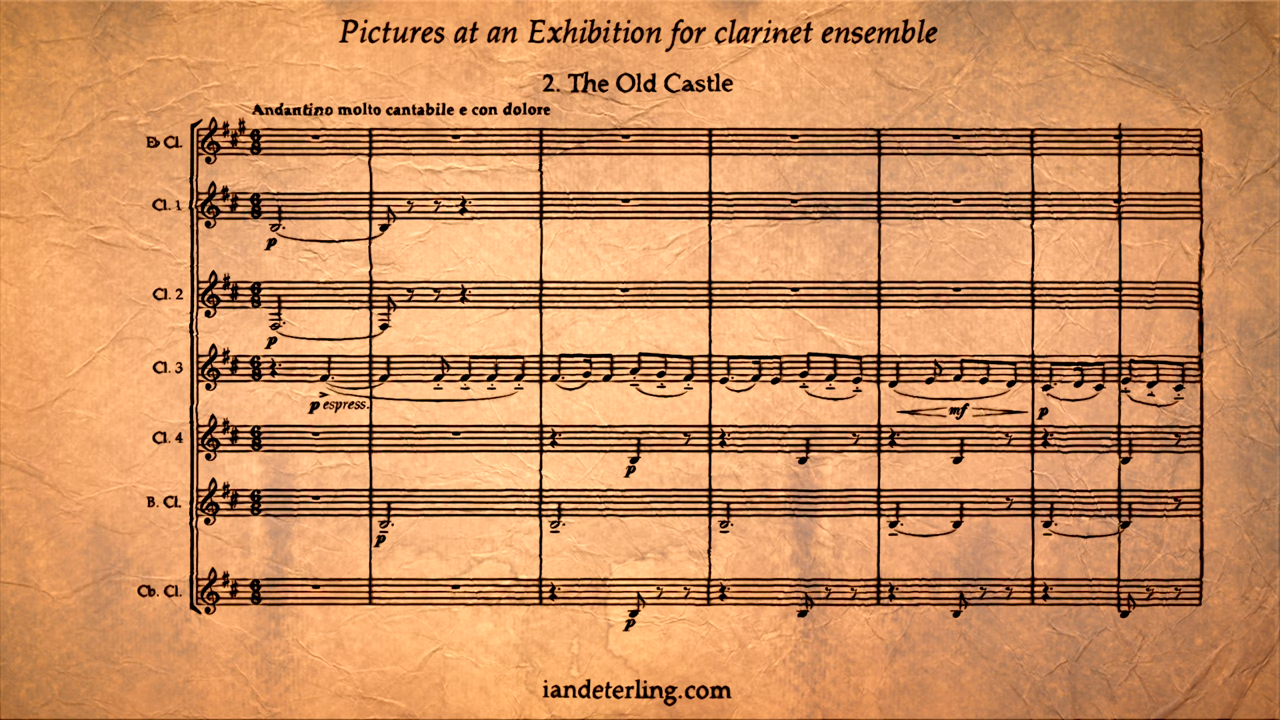 Pictures at an Exhibition for clarinet ensemble
2. The Old Castle
Andantino molto cantabile e con dolore
E♭ Cl.
Cl. 1
p
Cl. 2
p
Cl. 3
p espress.
mf
p
Cl. 4
p
B. Cl.
p
Cb. Cl.
p
iandeterling.com